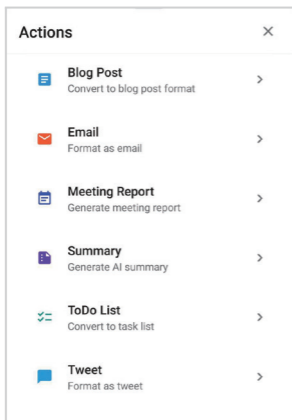 Actions
Blog Post
Convert to blog post format
Email
Format as email
Meeting Report
Generate meeting report
Summary
Generate AI summary
ToDo List
Convert to task list
Tweet
Format as tweet